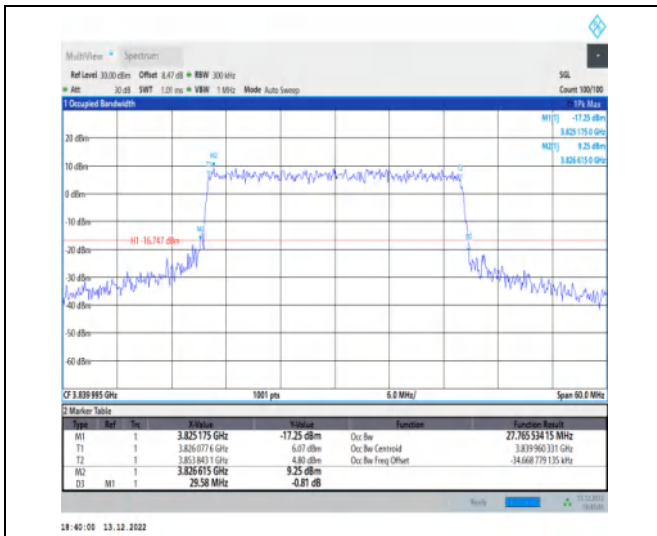 MultiView Spectrum
Ref Level 30.00 dBm Offset 8.47 dB RBW 300 kHz SGL
Att 30 dB SWT 1.01 ms VBW 1 MHz Mode Auto Sweep Count 100/100
1 Occupied Bandwidth 1Pk Max
M1[1] -17.25 dBm
3.825 175 0 GHz
M2[1] 9.25 dBm
3.826 615 0 GHz
20 dBm
M2
10 dBm
0 dBm
-10 dBm
H1 -16.747 dBm
-20 dBm
-30 dBm
-40 dBm
-50 dBm
-60 dBm
CF 3.839 995 GHz 1001 pts 6.0 MHz/ Span 60.0 MHz
2 Marker Table
Type Ref Trc X-Value Y-Value Function Function Result
M1 1 3.825 175 GHz -17.25 dBm Occ Bw 27.765 534 15 MHz
T1 1 3.826 077 6 GHz 6.07 dBm Occ Bw Centroid 3.839 960 331 GHz
T2 1 3.853 843 1 GHz 4.80 dBm Occ Bw Freq Offset -34.668 779 135 kHz
M2 1 3.826 615 GHz 9.25 dBm
D3 M1 1 29.58 MHz -0.81 dB
Ready
18:40:00 13.12.2022